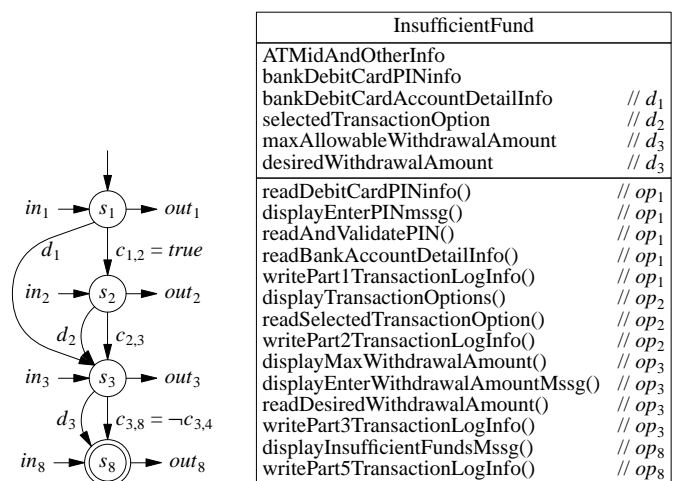 in₁ s₁ out₁
d₁ c₁,₂ = true
in₂ s₂ out₂
d₂ c₂,₃
in₃ s₃ out₃
d₃ c₃,₈ = ¬c₃,₄
in₈ s₈ out₈
InsufficientFund
ATMidAndOtherInfo
bankDebitCardPINinfo
bankDebitCardAccountDetailInfo // d₁
selectedTransactionOption // d₂
maxAllowableWithdrawalAmount // d₃
desiredWithdrawalAmount // d₃
readDebitCardPINinfo() // op₁
displayEnterPINmssg() // op₁
readAndValidatePIN() // op₁
readBankAccountDetailInfo() // op₁
writePart1TransactionLogInfo() // op₁
displayTransactionOptions() // op₂
readSelectedTransactionOption() // op₂
writePart2TransactionLogInfo() // op₂
displayMaxWithdrawalAmount() // op₃
displayEnterWithdrawalAmountMssg() // op₃
readDesiredWithdrawalAmount() // op₃
writePart3TransactionLogInfo() // op₃
displayInsufficientFundsMssg() // op₈
writePart5TransactionLogInfo() // op₈